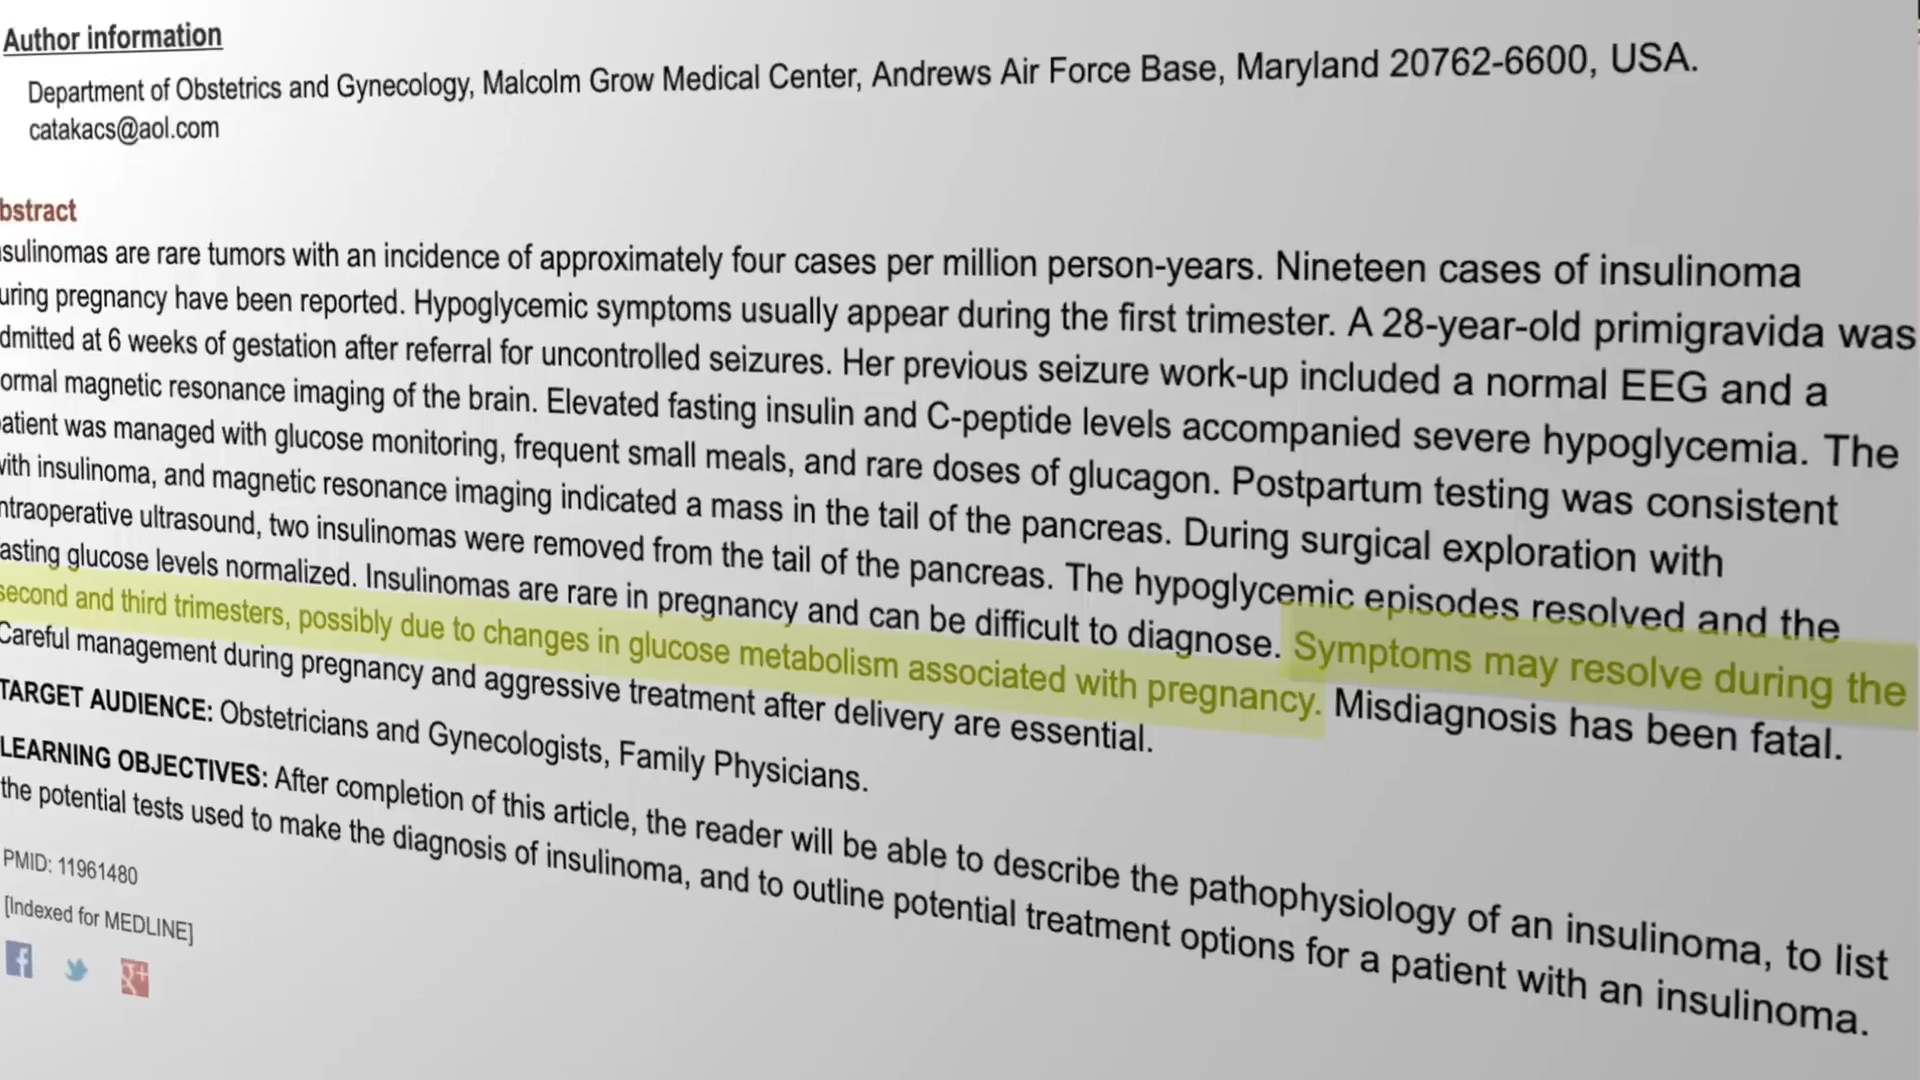 Author information
Department of Obstetrics and Gynecology, Malcolm Grow Medical Center, Andrews Air Force Base, Maryland 20762-6600, USA.
catakacs@aol.com
bstract
sulinomas are rare tumors with an incidence of approximately four cases per million person-years. Nineteen cases of insulinoma
uring pregnancy have been reported. Hypoglycemic symptoms usually appear during the first trimester. A 28-year-old primigravida was
dmitted at 6 weeks of gestation after referral for uncontrolled seizures. Her previous seizure work-up included a normal EEG and a
ormal magnetic resonance imaging of the brain. Elevated fasting insulin and C-peptide levels accompanied severe hypoglycemia. The
atient was managed with glucose monitoring, frequent small meals, and rare doses of glucagon. Postpartum testing was consistent
with insulinoma, and magnetic resonance imaging indicated a mass in the tail of the pancreas. During surgical exploration with
ntraoperative ultrasound, two insulinomas were removed from the tail of the pancreas. The hypoglycemic episodes resolved and the
fasting glucose levels normalized. Insulinomas are rare in pregnancy and can be difficult to diagnose. Symptoms may resolve during the
second and third trimesters, possibly due to changes in glucose metabolism associated with pregnancy. Misdiagnosis has been fatal.
Careful management during pregnancy and aggressive treatment after delivery are essential.
TARGET AUDIENCE: Obstetricians and Gynecologists, Family Physicians.
LEARNING OBJECTIVES: After completion of this article, the reader will be able to describe the pathophysiology of an insulinoma, to list
the potential tests used to make the diagnosis of insulinoma, and to outline potential treatment options for a patient with an insulinoma.
PMID: 11961480
[Indexed for MEDLINE]
f
g+